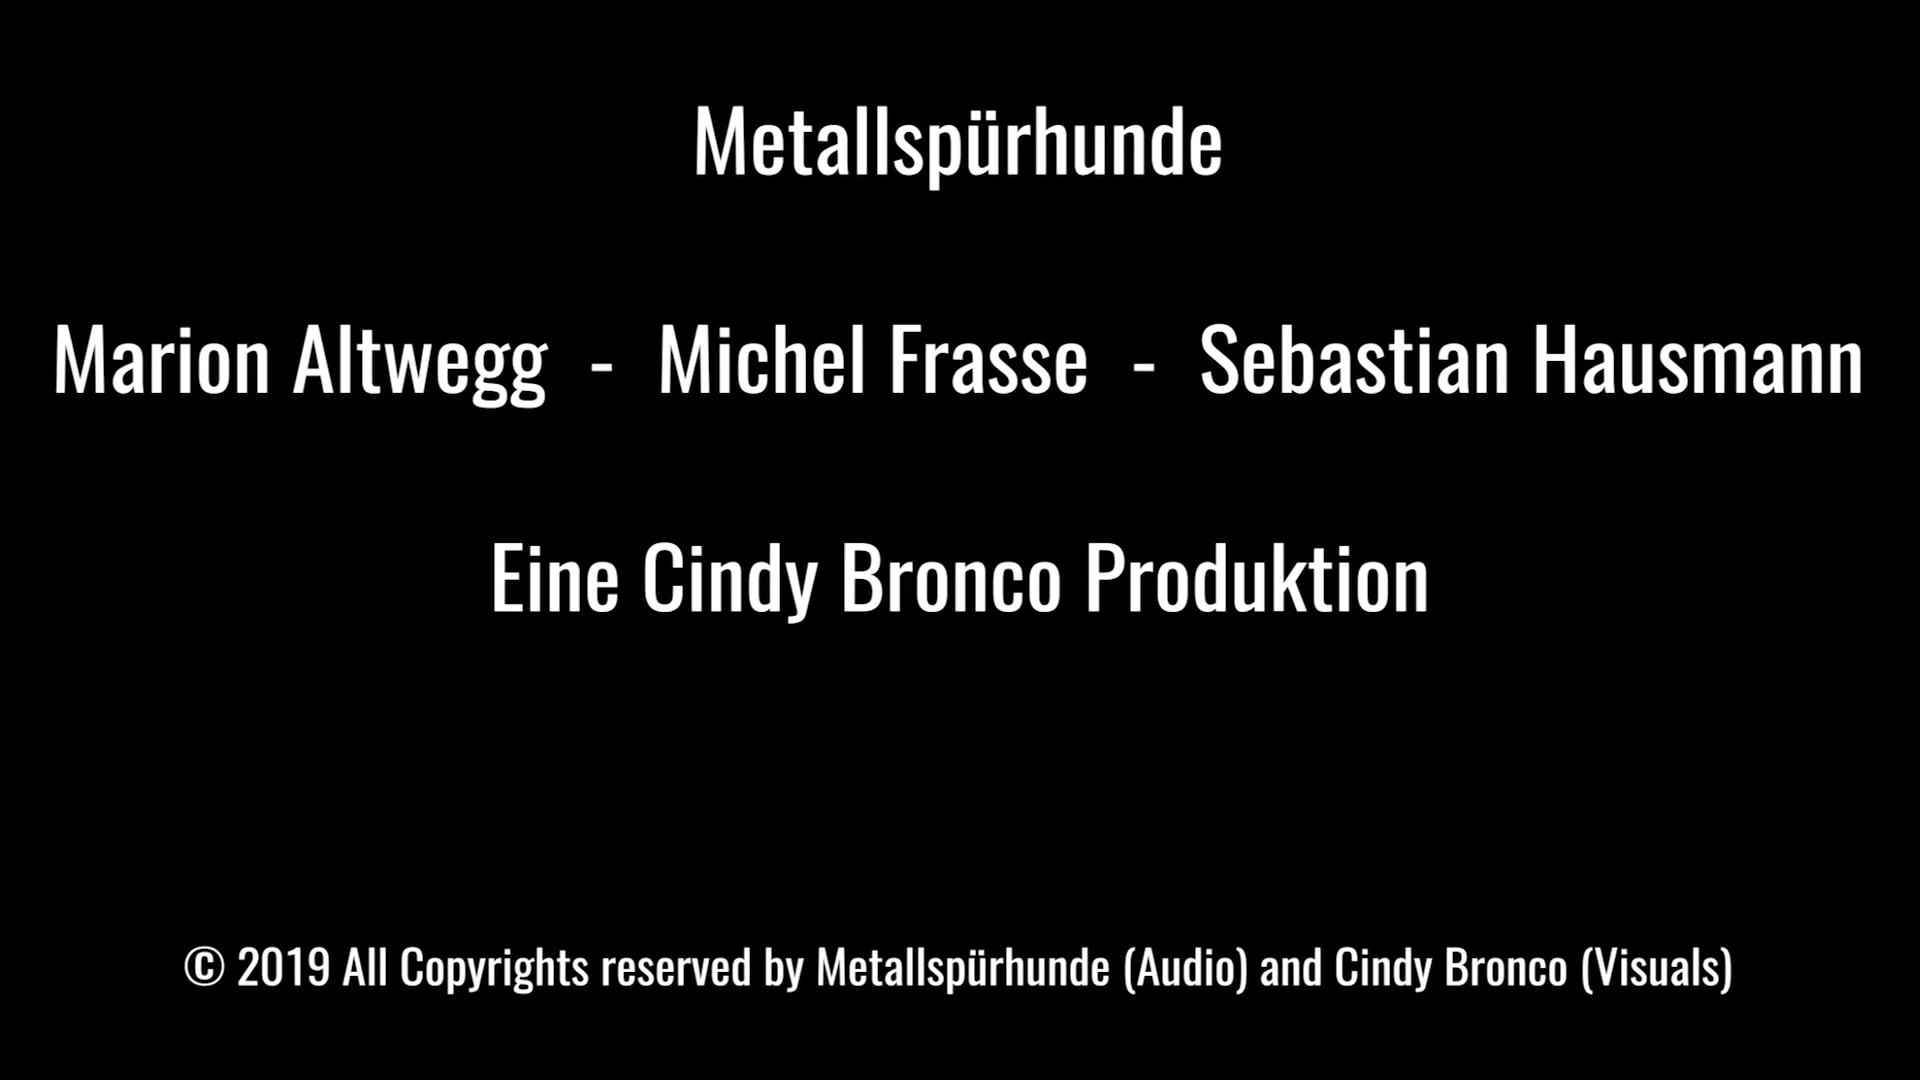 Metallspürhunde
Marion Altwegg - Michel Frasse - Sebastian Hausmann
Eine Cindy Bronco Produktion
© 2019 All Copyrights reserved by Metallspürhunde (Audio) and Cindy Bronco (Visuals)